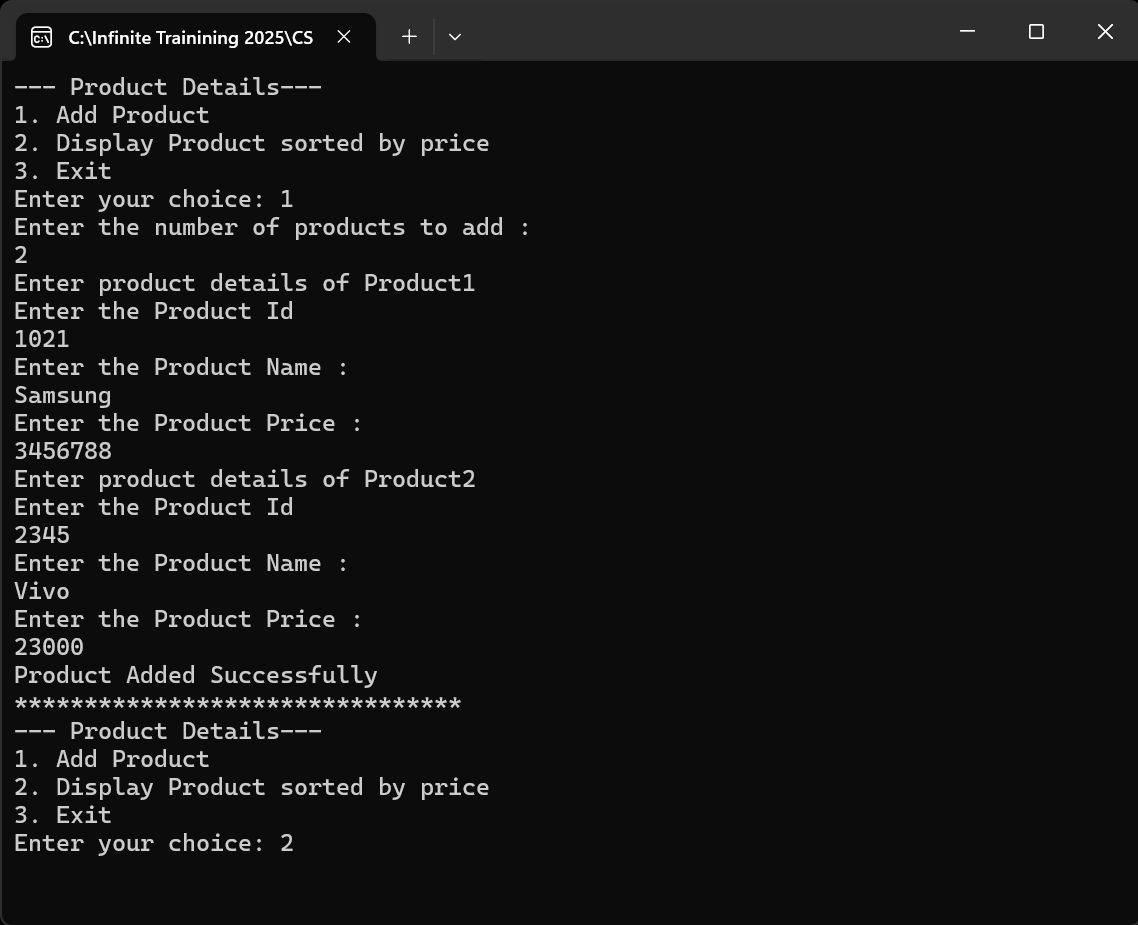 C:\Infinite Trainining 2025\CS
--- Product Details---
1. Add Product
2. Display Product sorted by price
3. Exit
Enter your choice: 1
Enter the number of products to add :
2
Enter product details of Product1
Enter the Product Id
1021
Enter the Product Name :
Samsung
Enter the Product Price :
3456788
Enter product details of Product2
Enter the Product Id
2345
Enter the Product Name :
Vivo
Enter the Product Price :
23000
Product Added Successfully
********************************
--- Product Details---
1. Add Product
2. Display Product sorted by price
3. Exit
Enter your choice: 2